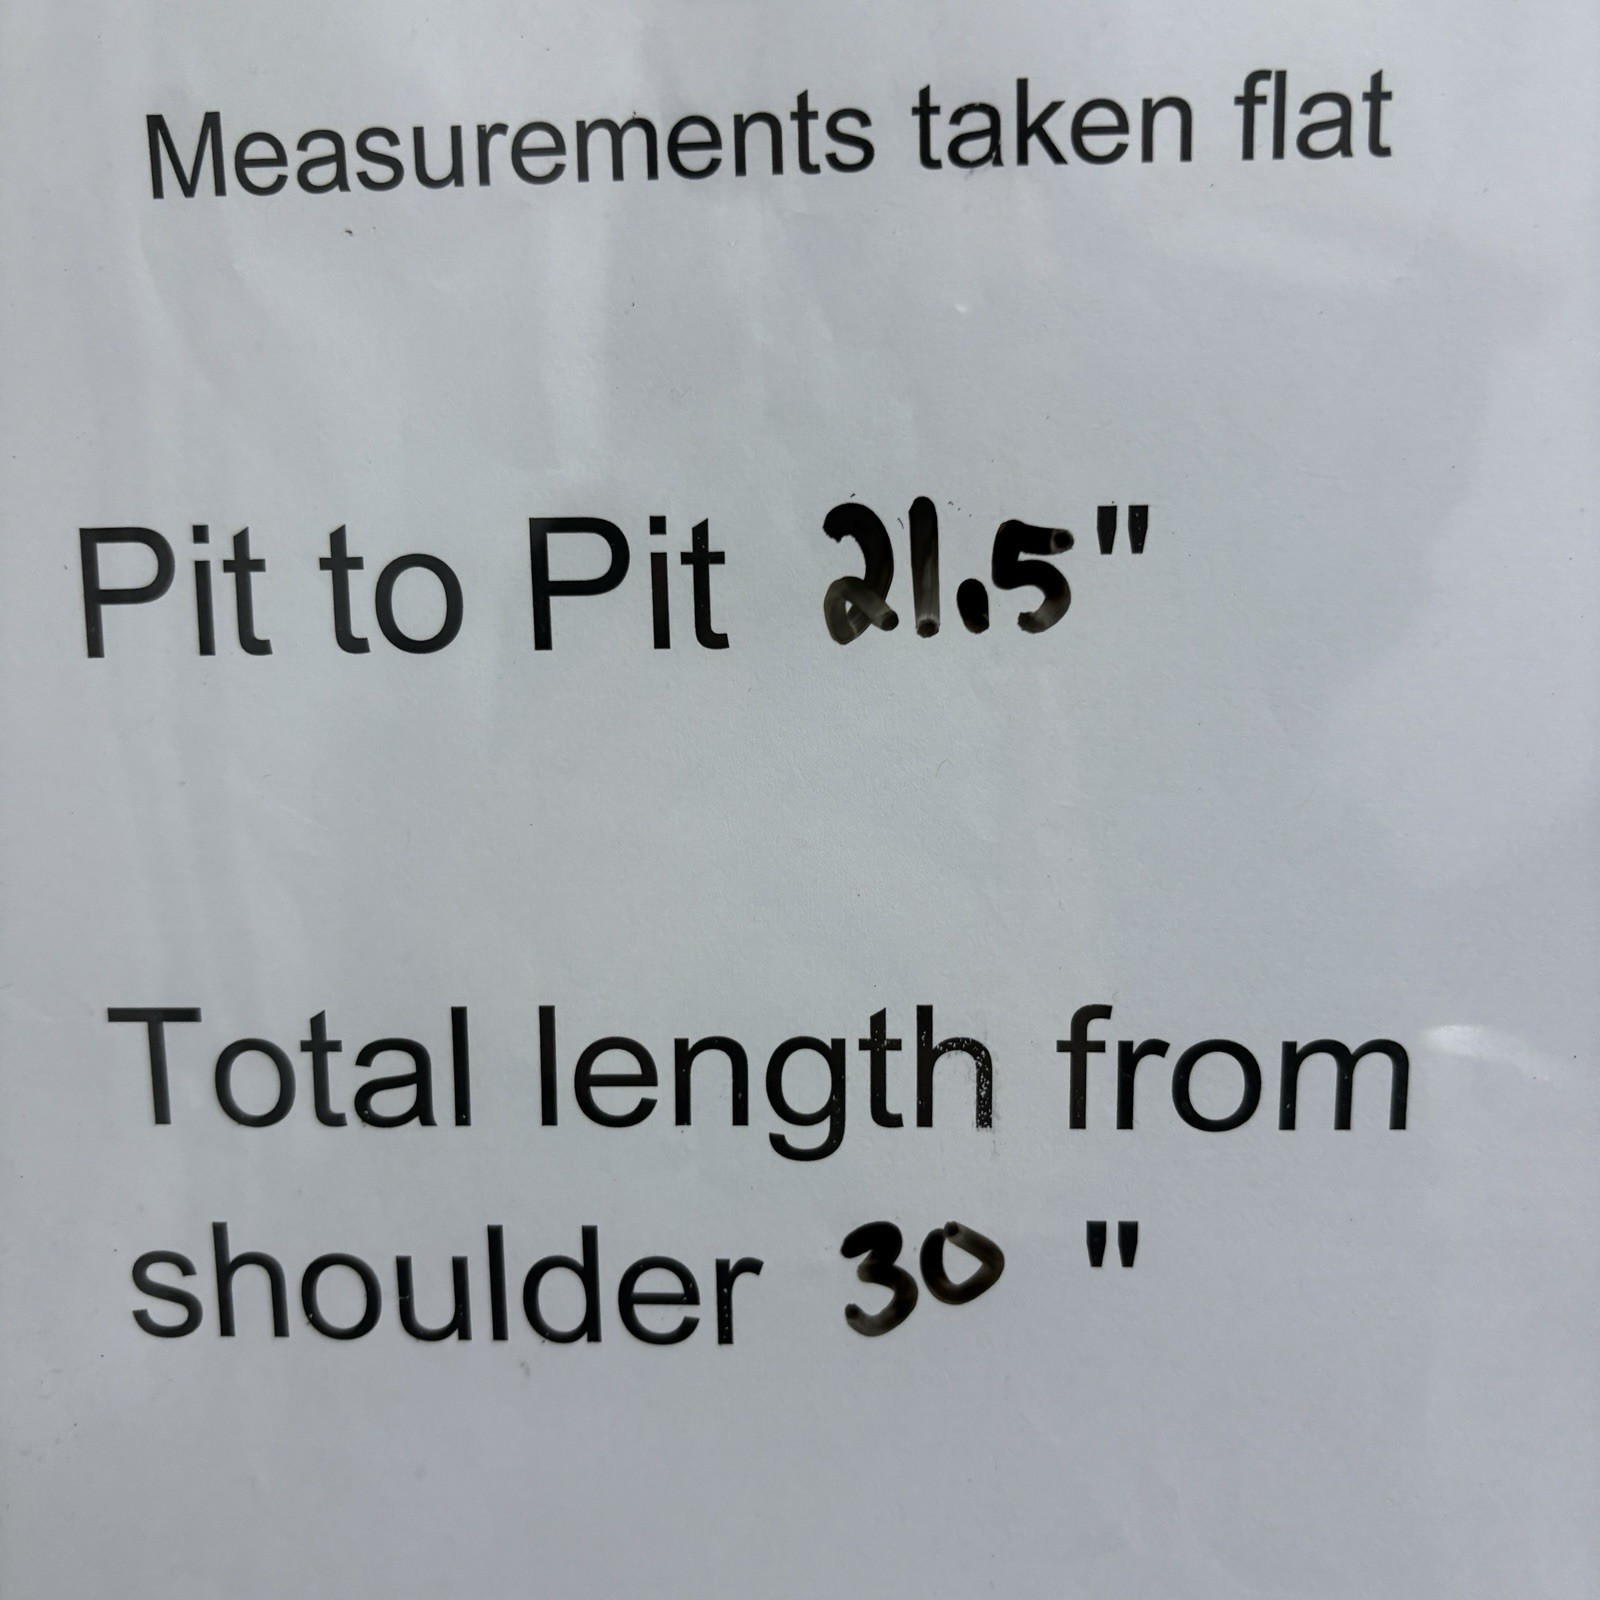 Measurements taken flat
Pit to Pit 21.5"
Total length from
shoulder 30 "